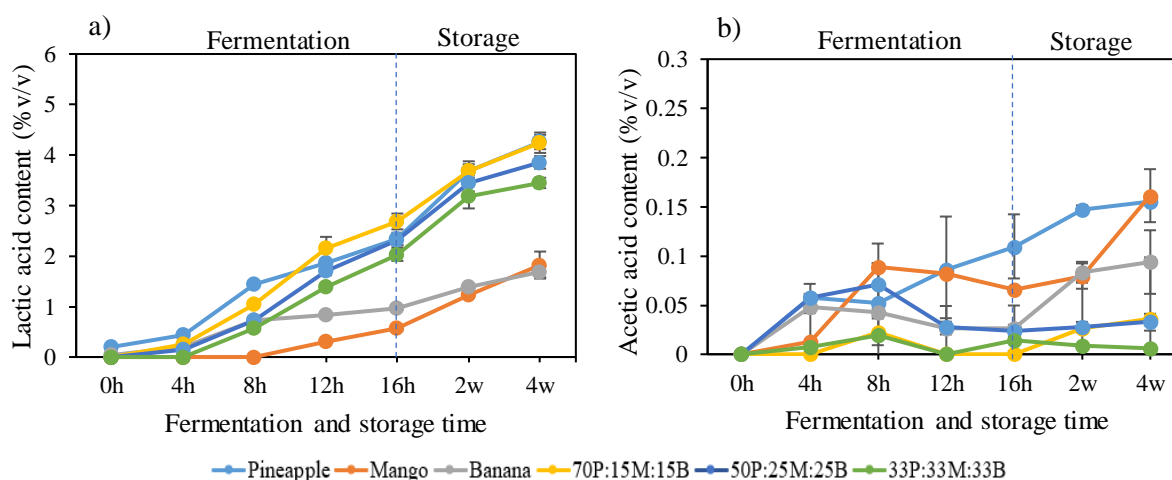 a)
Fermentation Storage
Lactic acid content (%v/v)
6
5
4
3
2
1
0
0h 4h 8h 12h 16h 2w 4w
Fermentation and storage time
b)
Fermentation Storage
Acetic acid content (%v/v)
0.3
0.25
0.2
0.15
0.1
0.05
0
0h 4h 8h 12h 16h 2w 4w
Fermentation and storage time
Pineapple Mango Banana 70P:15M:15B 50P:25M:25B 33P:33M:33B